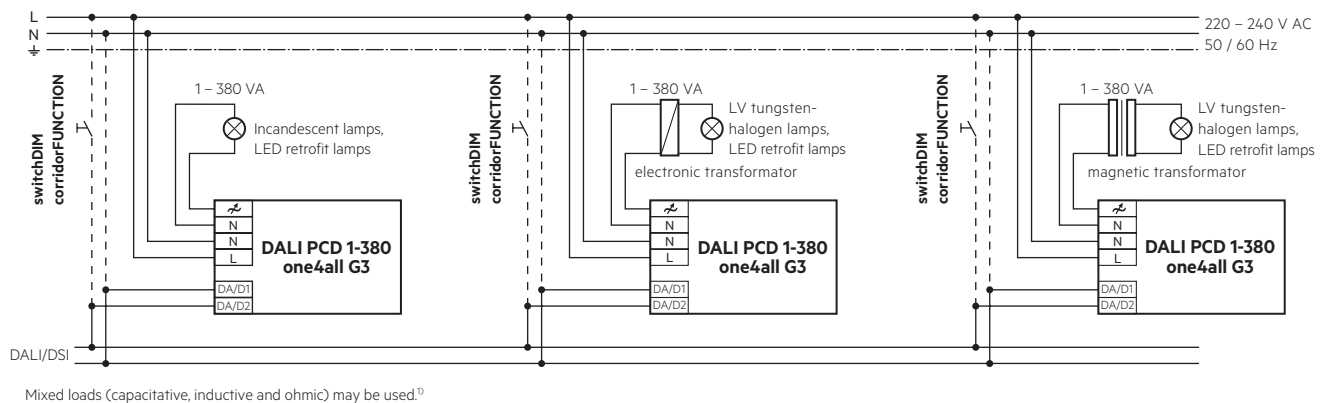 L
N
220 – 240 V AC
50 / 60 Hz
switchDIM
corridorFUNCTION
1 – 380 VA
Incandescent lamps,
LED retrofit lamps
N
N
L
DA/D1
DA/D2
DALI PCD 1-380
one4all G3
switchDIM
corridorFUNCTION
1 – 380 VA
LV tungsten-
halogen lamps,
LED retrofit lamps
electronic transformator
N
N
L
DA/D1
DA/D2
DALI PCD 1-380
one4all G3
switchDIM
corridorFUNCTION
1 – 380 VA
LV tungsten-
halogen lamps,
LED retrofit lamps
magnetic transformator
N
N
L
DA/D1
DA/D2
DALI PCD 1-380
one4all G3
DALI/DSI
Mixed loads (capacitative, inductive and ohmic) may be used.¹⁾